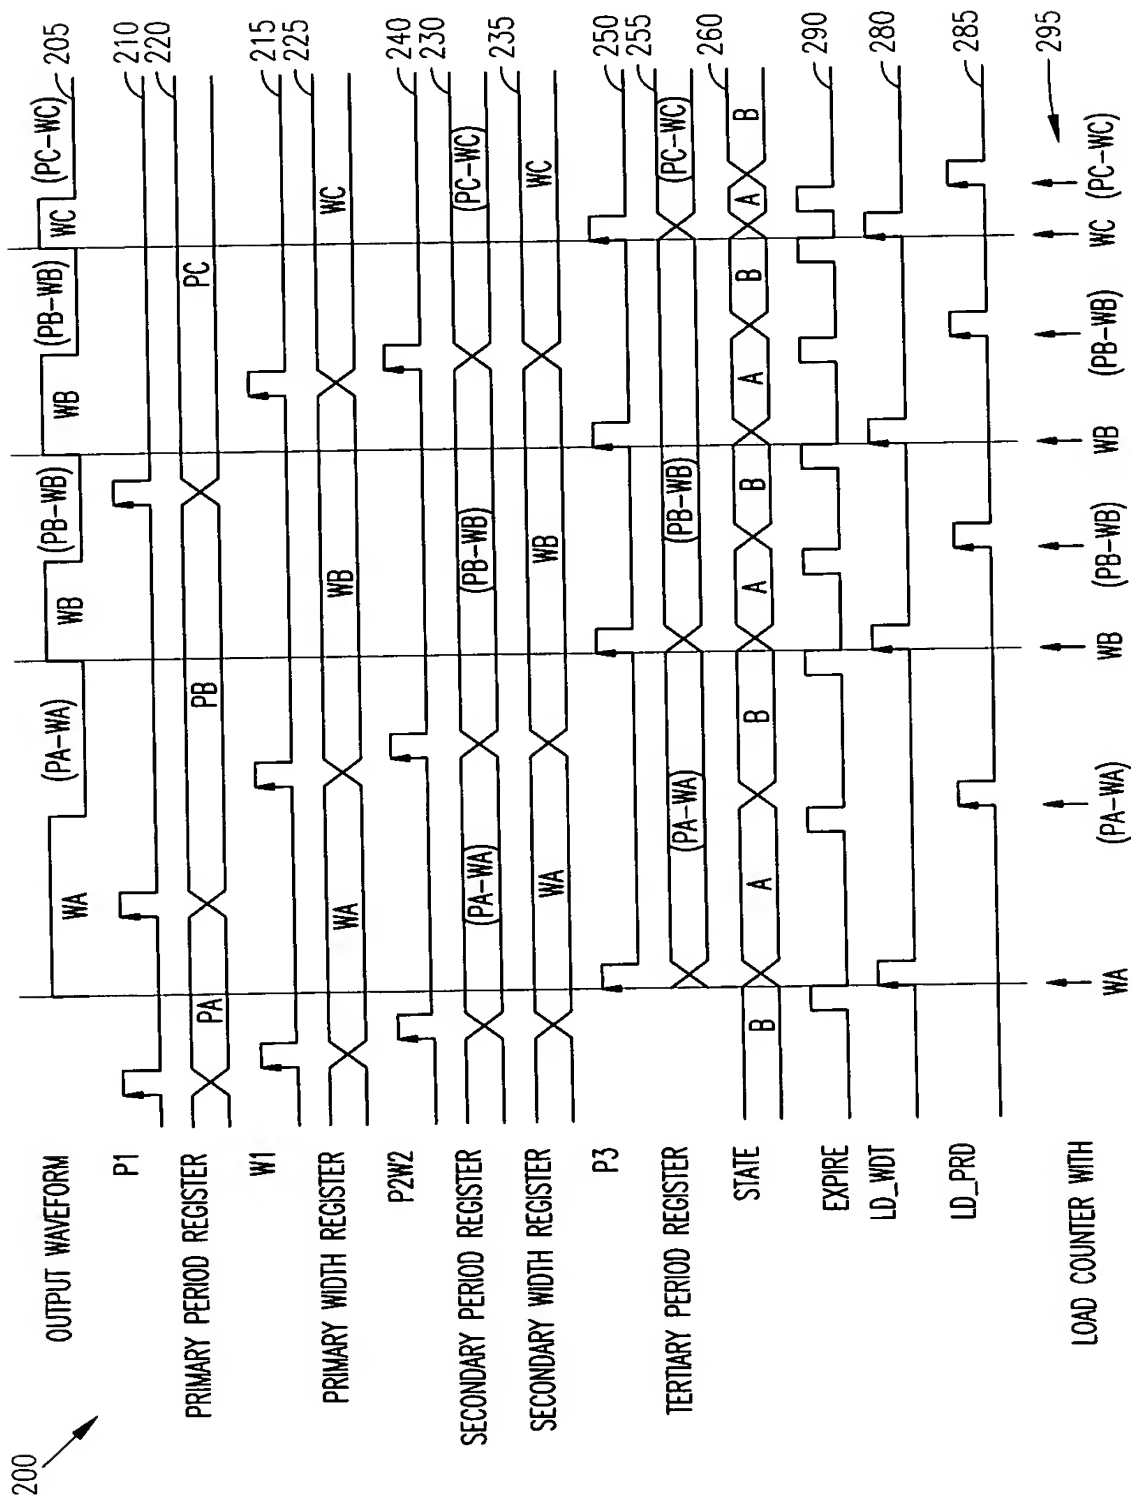 200
OUTPUT WAVEFORM WA (PA-WA) WB (PB-WB) WB (PB-WB) WC (PC-WC) 205
P1 210
PRIMARY PERIOD REGISTER PA PB PC 220
W1 215
PRIMARY WIDTH REGISTER WA WB WC 225
P2W2 240
SECONDARY PERIOD REGISTER (PA-WA) (PB-WB) (PC-WC) 230
SECONDARY WIDTH REGISTER WA WB WC 235
P3 250
TERTIARY PERIOD REGISTER (PA-WA) (PB-WB) (PC-WC) 255
STATE B A B A B A B A B 260
EXPIRE 290
LD_WDT 280
LD_PRD 285
LOAD COUNTER WITH WA (PA-WA) WB (PB-WB) WB (PB-WB) WC (PC-WC) 295